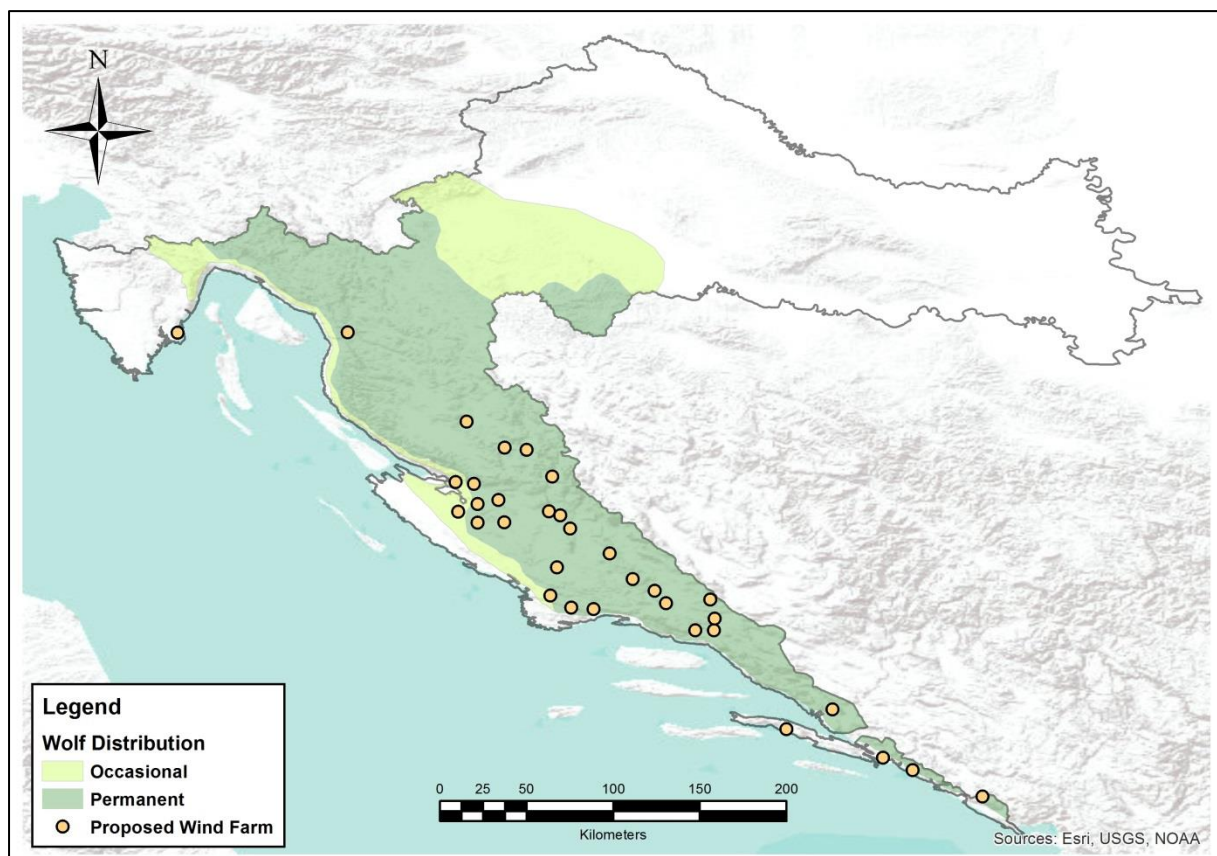 N
Legend
Wolf Distribution
Occasional
Permanent
Proposed Wind Farm
0 25 50 100 150 200
Kilometers
Sources: Esri, USGS, NOAA